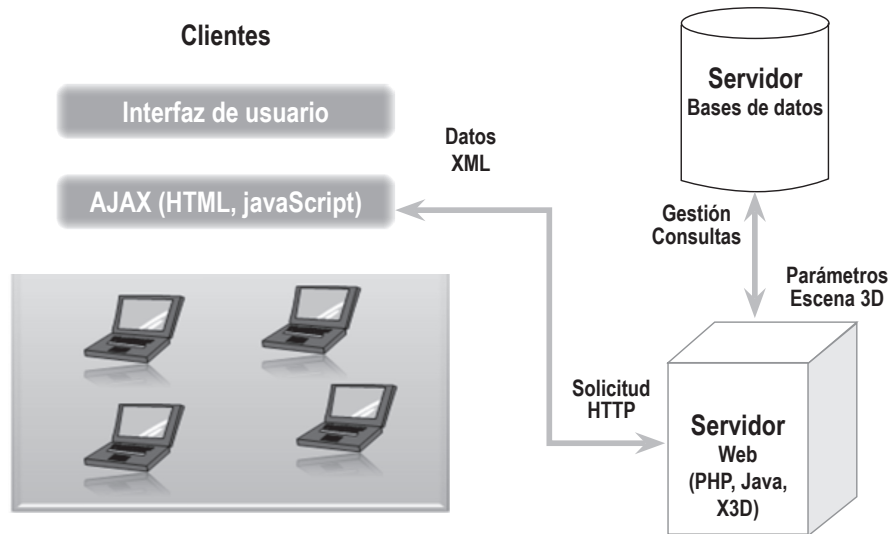 Clientes
Interfaz de usuario
AJAX (HTML, javaScript)
Datos
XML
Servidor
Bases de datos
Gestión
Consultas
Parámetros
Escena 3D
Solicitud
HTTP
Servidor
Web
(PHP, Java,
X3D)